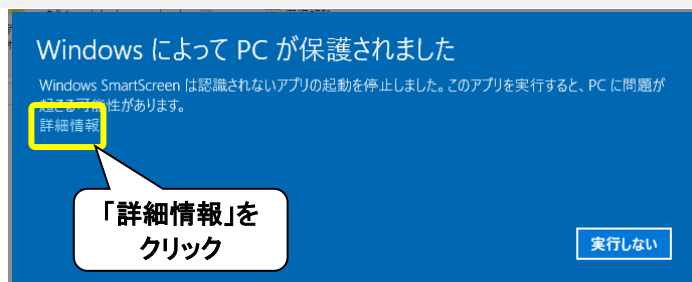 Windows によって PC が保護されました
Windows SmartScreen は認識されないアプリの起動を停止しました。このアプリを実行すると、PC に問題が
起こる可能性があります。
詳細情報
「詳細情報」を
クリック
実行しない